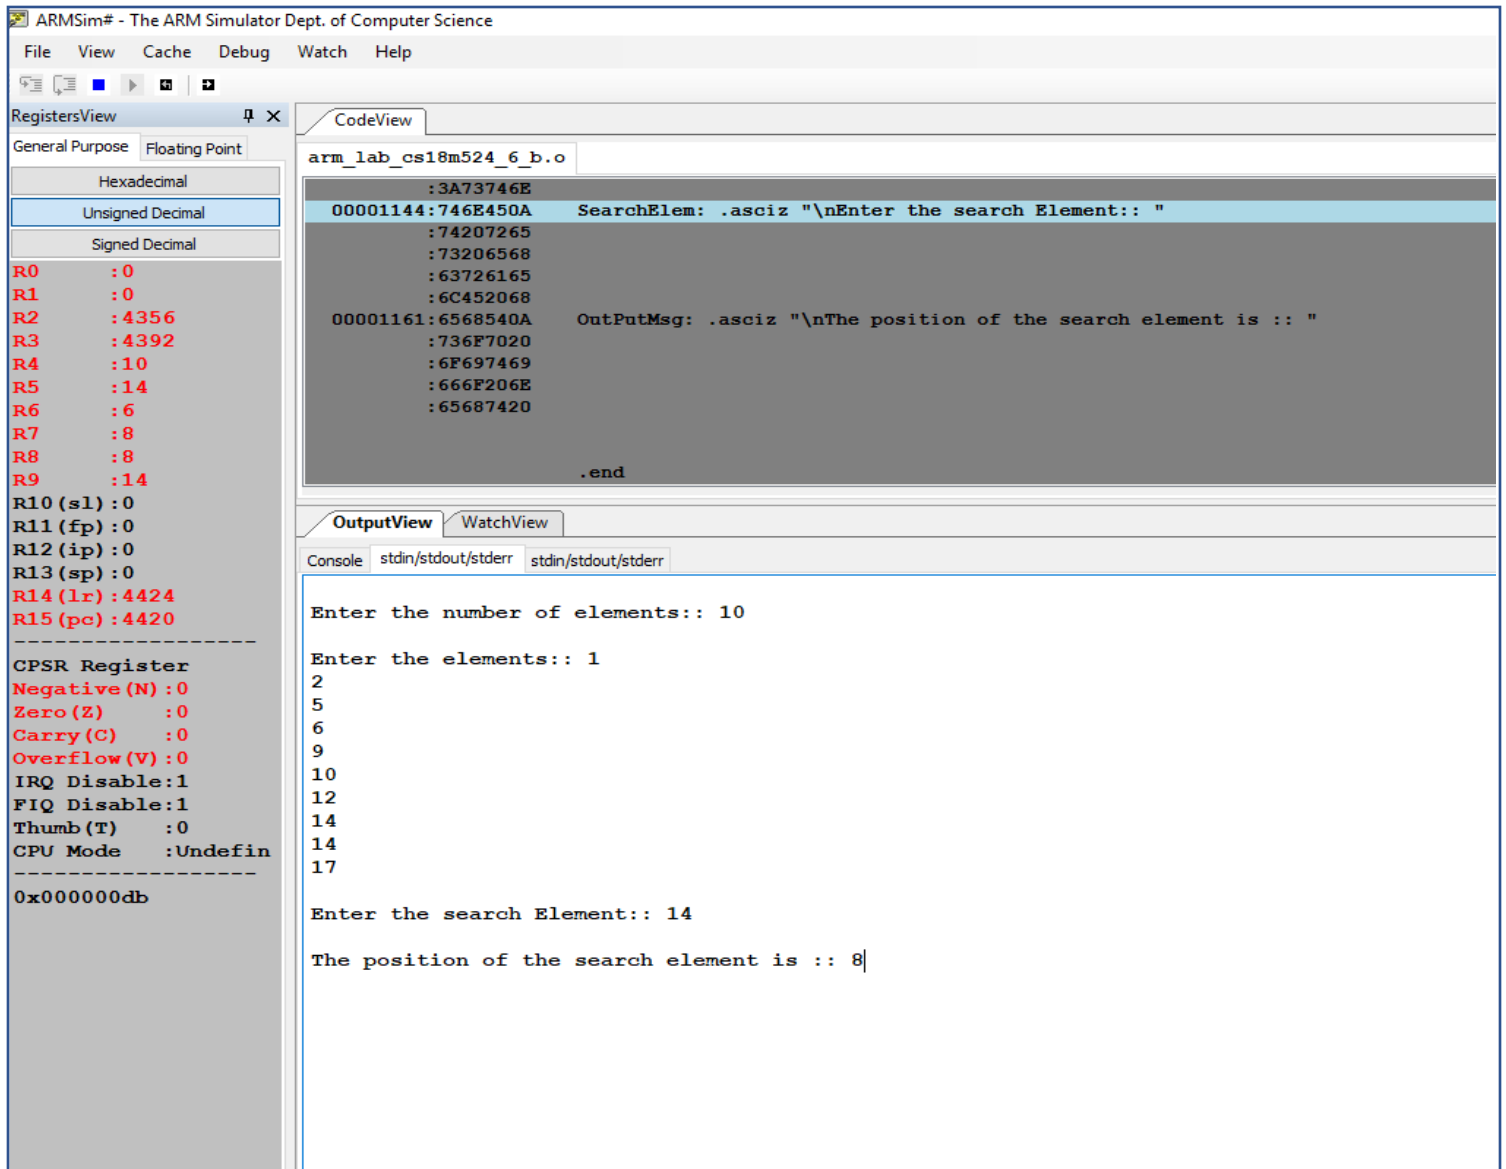 ARMSim# - The ARM Simulator Dept. of Computer Science
File View Cache Debug Watch Help
RegistersView
General Purpose Floating Point
Hexadecimal
Unsigned Decimal
Signed Decimal
R0 :0
R1 :0
R2 :4356
R3 :4392
R4 :10
R5 :14
R6 :6
R7 :8
R8 :8
R9 :14
R10(sl):0
R11(fp):0
R12(ip):0
R13(sp):0
R14(lr):4424
R15(pc):4420
-------------------
CPSR Register
Negative(N):0
Zero(Z) :0
Carry(C) :0
Overflow(V):0
IRQ Disable:1
FIQ Disable:1
Thumb(T) :0
CPU Mode :Undefin
-------------------
0x000000db
CodeView
arm_lab_cs18m524_6_b.o
:3A73746E
00001144:746E450A SearchElem: .asciz "\nEnter the search Element:: "
:74207265
:73206568
:63726165
:6C452068
00001161:6568540A OutPutMsg: .asciz "\nThe position of the search element is :: "
:736F7020
:6F697469
:666F206E
:65687420
.end
OutputView WatchView
Console stdin/stdout/stderr stdin/stdout/stderr
Enter the number of elements:: 10
Enter the elements:: 1
2
5
6
9
10
12
14
14
17
Enter the search Element:: 14
The position of the search element is :: 8